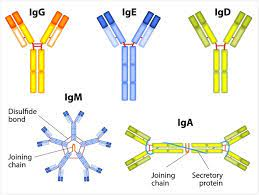 IgG
IgE
IgD
Disulfide
bond
IgM
IgA
Joining
chain
Joining
chain
Secretory
protein